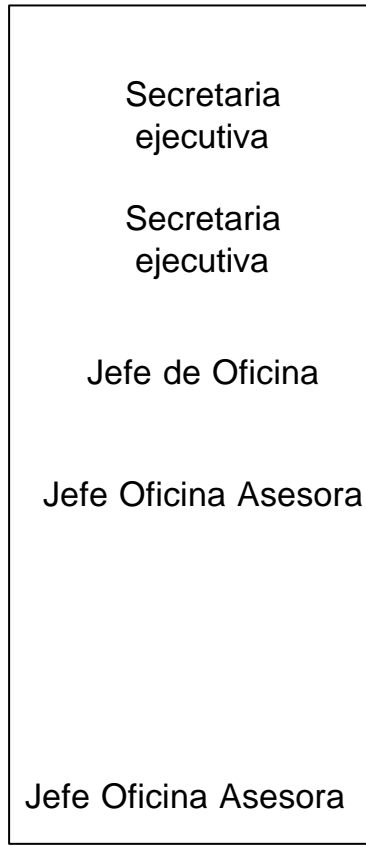 Secretaria
ejecutiva
Secretaria
ejecutiva
Jefe de Oficina
Jefe Oficina Asesora
Jefe Oficina Asesora